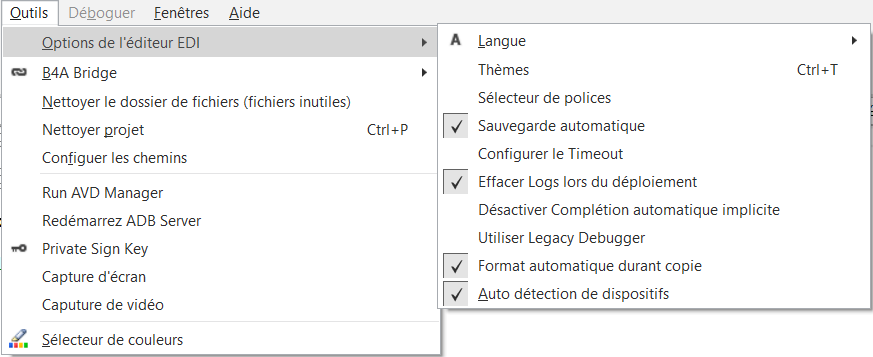 Outils Déboguer Fenêtres Aide
Options de l'éditeur EDI
B4A Bridge
Nettoyer le dossier de fichiers (fichiers inutiles)
Nettoyer projet Ctrl+P
Configuer les chemins
Run AVD Manager
Redémarrez ADB Server
Private Sign Key
Capture d'écran
Caputure de vidéo
Sélecteur de couleurs
A Langue
Thèmes Ctrl+T
Sélecteur de polices
Sauvegarde automatique
Configurer le Timeout
Effacer Logs lors du déploiement
Désactiver Complétion automatique implicite
Utiliser Legacy Debugger
Format automatique durant copie
Auto détection de dispositifs